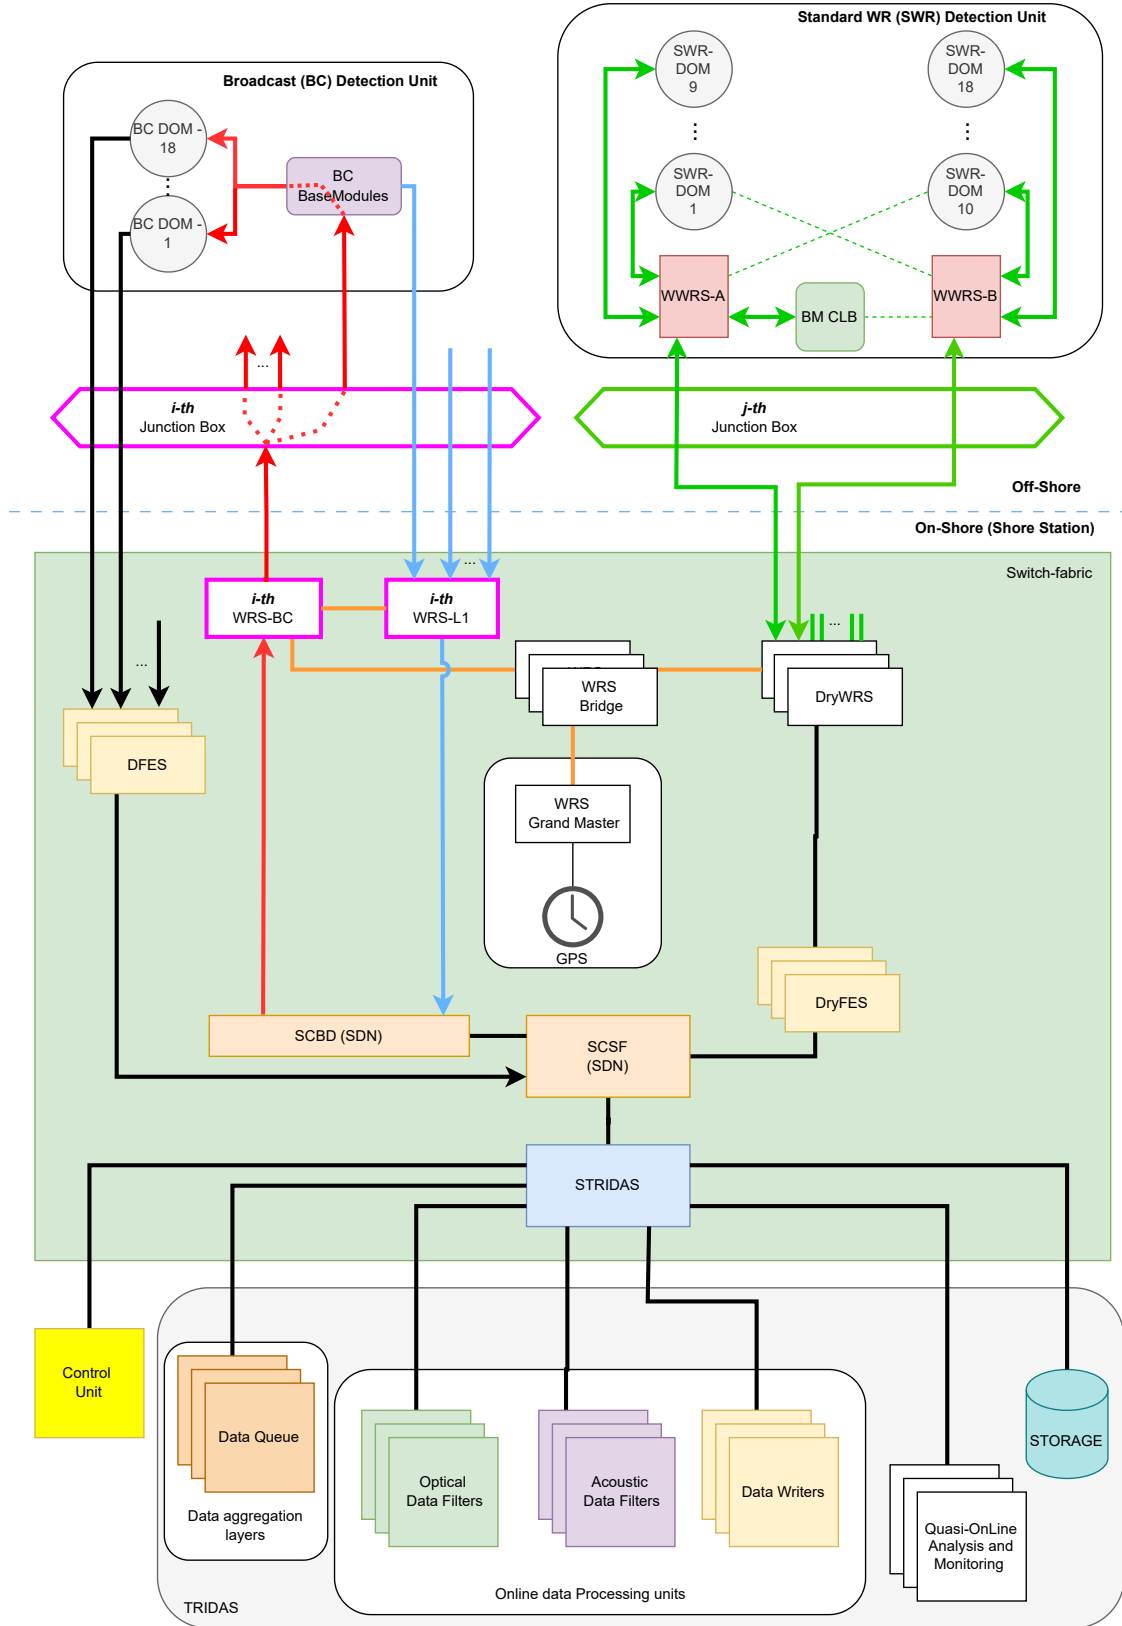 Standard WR (SWR) Detection Unit
SWR-
DOM
9
SWR-
DOM
18
Broadcast (BC) Detection Unit
BC DOM -
18
BC
BaseModules
BC DOM -
1
SWR-
DOM
1
SWR-
DOM
10
WWRS-A
BM CLB
WWRS-B
...
i-th
Junction Box
j-th
Junction Box
Off-Shore
On-Shore (Shore Station)
Switch-fabric
...
i-th
WRS-BC
i-th
WRS-L1
...
...
WRS
Bridge
DryWRS
DFES
WRS
Grand Master
GPS
DryFES
SCBD (SDN)
SCSF
(SDN)
STRIDAS
Control
Unit
Data Queue
Data aggregation
layers
Optical
Data Filters
Acoustic
Data Filters
Data Writers
STORAGE
Quasi-OnLine
Analysis and
Monitoring
Online data Processing units
TRIDAS